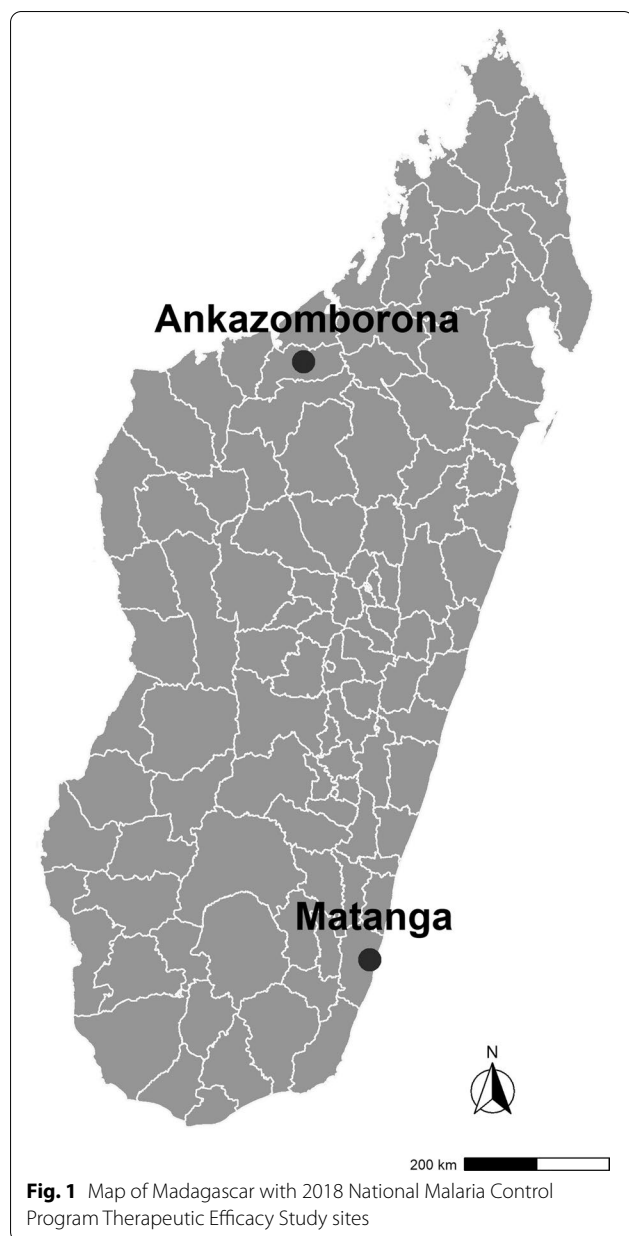 Ankazomborona
Matanga
N
200 km
Fig. 1 Map of Madagascar with 2018 National Malaria Control
Program Therapeutic Efficacy Study sites